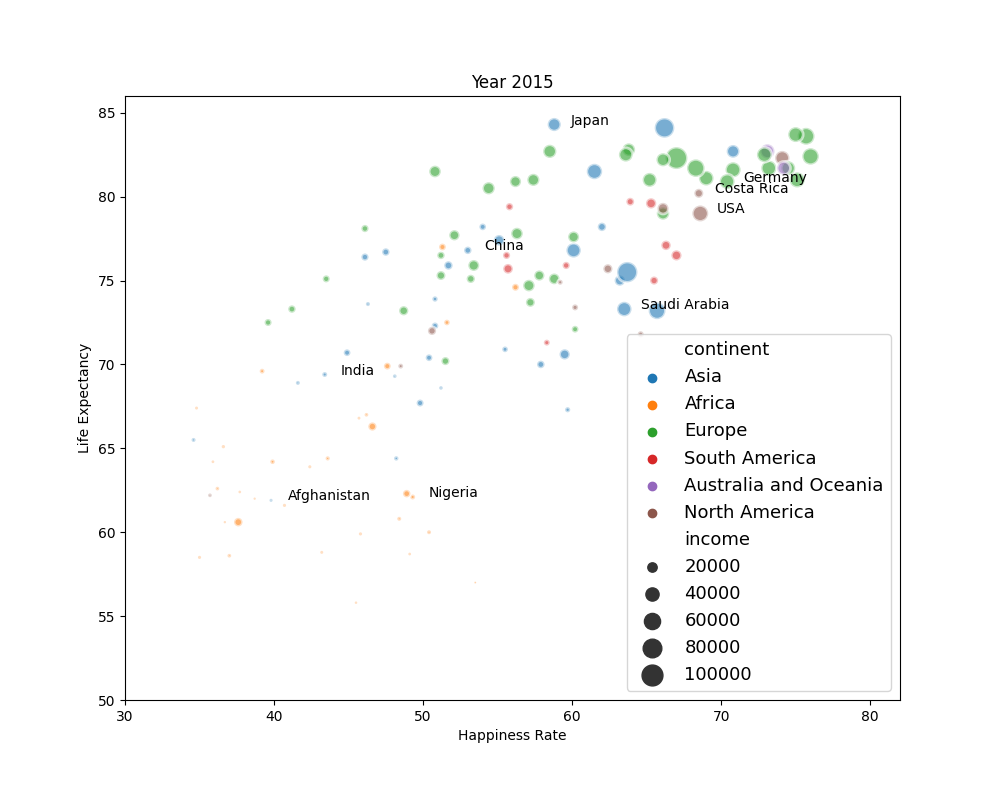 Year 2015
85
80
75
70
65
60
55
50
Life Expectancy
Japan
Germany
Costa Rica
USA
China
Saudi Arabia
India
Afghanistan
Nigeria
continent
Asia
Africa
Europe
South America
Australia and Oceania
North America
income
20000
40000
60000
80000
100000
30 40 50 60 70 80
Happiness Rate